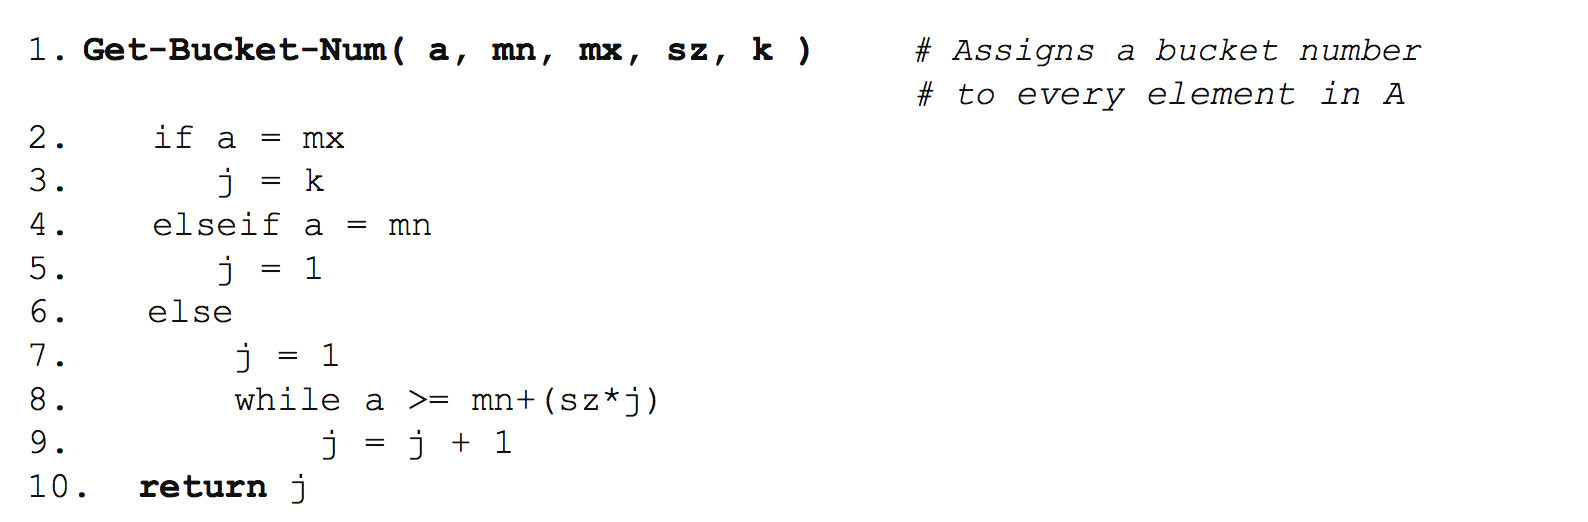 1. Get-Bucket-Num( a, mn, mx, sz, k ) # Assigns a bucket number
# to every element in A
2. if a = mx
3. j = k
4. elseif a = mn
5. j = 1
6. else
7. j = 1
8. while a >= mn+(sz*j)
9. j = j + 1
10. return j